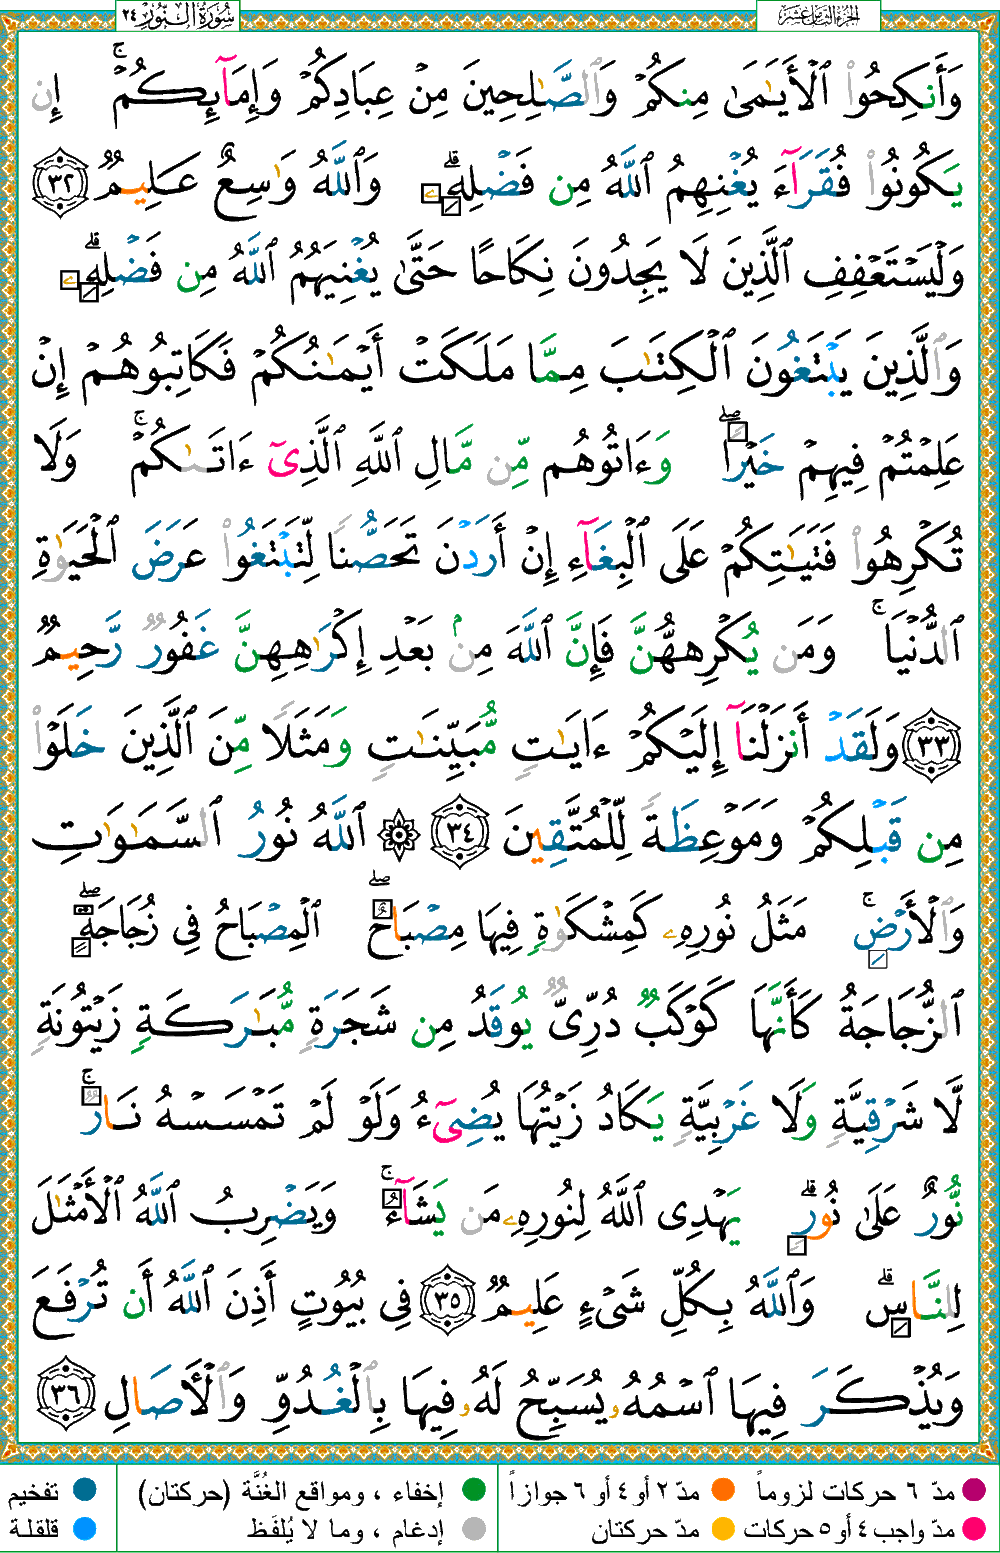 الجزء الثامن عشر
سُورَةُ النُّورِ ٢٤
وَأَنكِحُوا۟ ٱلْأَيَـٰمَىٰ مِنكُمْ وَٱلصَّـٰلِحِينَ مِنْ عِبَادِكُمْ وَإِمَآئِكُمْ ۚ إِن
يَكُونُوا۟ فُقَرَآءَ يُغْنِهِمُ ٱللَّهُ مِن فَضْلِهِۦ ۗ وَٱللَّهُ وَٰسِعٌ عَلِيمٌ ٣٢
وَلْيَسْتَعْفِفِ ٱلَّذِينَ لَا يَجِدُونَ نِكَاحًا حَتَّىٰ يُغْنِيَهُمُ ٱللَّهُ مِن فَضْلِهِۦ ۗ
وَٱلَّذِينَ يَبْتَغُونَ ٱلْكِتَـٰبَ مِمَّا مَلَكَتْ أَيْمَـٰنُكُمْ فَكَاتِبُوهُمْ إِنْ
عَلِمْتُمْ فِيهِمْ خَيْرًا ۖ وَءَاتُوهُم مِّن مَّالِ ٱللَّهِ ٱلَّذِىٓ ءَاتَىٰكُمْ ۚ وَلَا
تُكْرِهُوا۟ فَتَيَـٰتِكُمْ عَلَى ٱلْبِغَآءِ إِنْ أَرَدْنَ تَحَصُّنًا لِّتَبْتَغُوا۟ عَرَضَ ٱلْحَيَوٰةِ
ٱلدُّنْيَا ۚ وَمَن يُكْرِههُّنَّ فَإِنَّ ٱللَّهَ مِنۢ بَعْدِ إِكْرَٰهِهِنَّ غَفُورٌ رَّحِيمٌ
٣٣ وَلَقَدْ أَنزَلْنَآ إِلَيْكُمْ ءَايَـٰتٍ مُّبَيِّنَـٰتٍ وَمَثَلًا مِّنَ ٱلَّذِينَ خَلَوْا۟
مِن قَبْلِكُمْ وَمَوْعِظَةً لِّلْمُتَّقِينَ ٣٤ ۞ ٱللَّهُ نُورُ ٱلسَّمَـٰوَٰتِ
وَٱلْأَرْضِ ۚ مَثَلُ نُورِهِۦ كَمِشْكَوٰةٍ فِيهَا مِصْبَاحٌ ۖ ٱلْمِصْبَاحُ فِى زُجَاجَةٍ ۖ
ٱلزُّجَاجَةُ كَأَنَّهَا كَوْكَبٌ دُرِّىٌّ يُوقَدُ مِن شَجَرَةٍ مُّبَـٰرَكَةٍ زَيْتُونَةٍ
لَّا شَرْقِيَّةٍ وَلَا غَرْبِيَّةٍ يَكَادُ زَيْتُهَا يُضِىٓءُ وَلَوْ لَمْ تَمْسَسْهُ نَارٌ ۚ
نُّورٌ عَلَىٰ نُورٍ ۗ يَهْدِى ٱللَّهُ لِنُورِهِۦ مَن يَشَآءُ ۚ وَيَضْرِبُ ٱللَّهُ ٱلْأَمْثَـٰلَ
لِلنَّاسِ ۗ وَٱللَّهُ بِكُلِّ شَىْءٍ عَلِيمٌ ٣٥ فِى بُيُوتٍ أَذِنَ ٱللَّهُ أَن تُرْفَعَ
وَيُذْكَرَ فِيهَا ٱسْمُهُۥ يُسَبِّحُ لَهُۥ فِيهَا بِٱلْغُدُوِّ وَٱلْـَٔاصَالِ ٣٦
مدّ ٦ حركات لزوماً مدّ ٢ أو ٤ أو ٦ جوازاً إخفاء ، ومواقع الغُنَّة (حركتان) تفخيم
مدّ واجب ٤ أو ٥ حركات مدّ حركتان إدغام ، وما لا يُلفَظ قلقلة